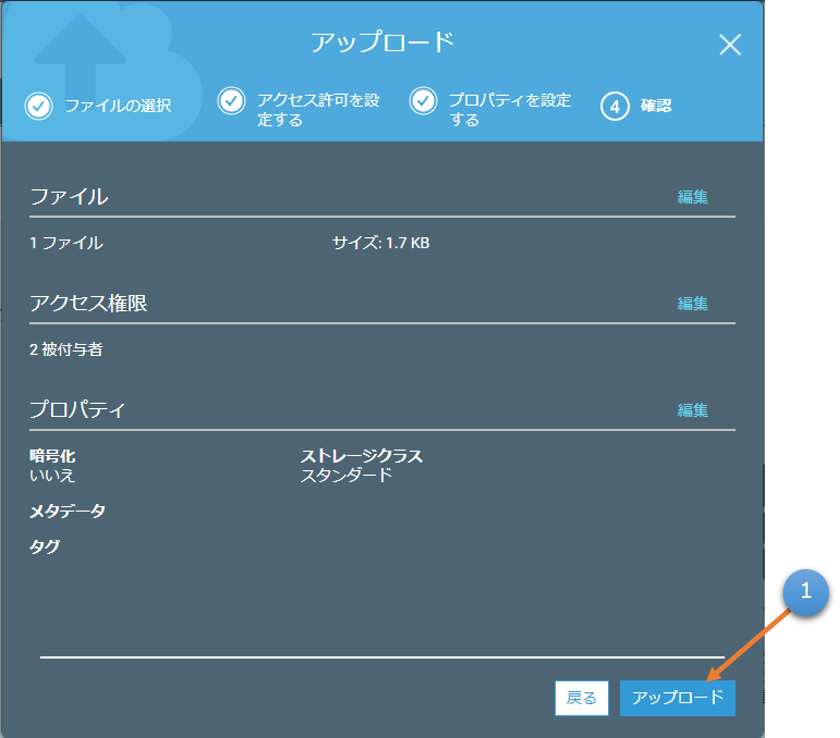 アップロード
ファイルの選択
アクセス許可を設
定する
プロパティを設定
する
4 確認
ファイル 編集
1 ファイル サイズ: 1.7 KB
アクセス権限 編集
2 被付与者
プロパティ 編集
暗号化 ストレージクラス
いいえ スタンダード
メタデータ
タグ
1
戻る アップロード